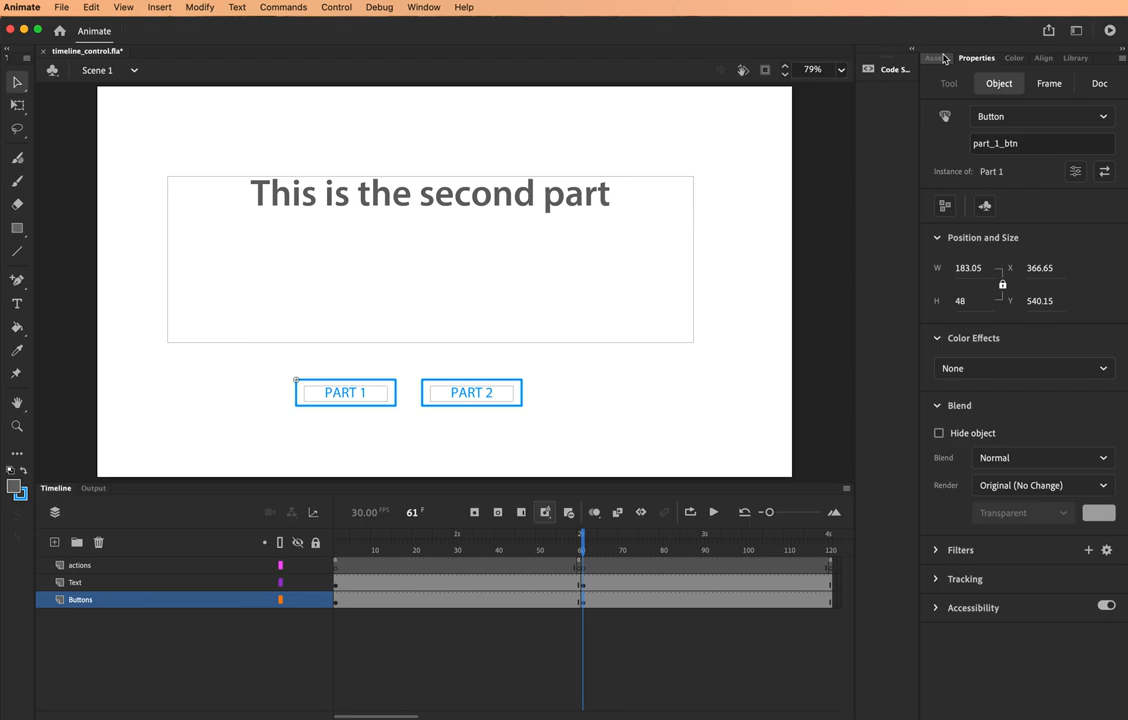 Animate File Edit View Insert Modify Text Commands Control Debug Window Help
Animate
timeline_control.fla*
Scene 1
79%
Code S...
Properties Color Align Library
Tool Object Frame Doc
Button
part_1_btn
Instance of: Part 1
Position and Size
W 183.05 X 366.65
H 48 Y 540.15
Color Effects
None
Blend
Hide object
Blend Normal
Render Original (No Change)
Transparent
Filters
Tracking
Accessibility
This is the second part
PART 1 PART 2
Timeline Output
30.00 FPS 61 F
1s 2s 3s 4s
10 20 30 40 50 60 70 80 90 100 110 120
actions
Text
Buttons